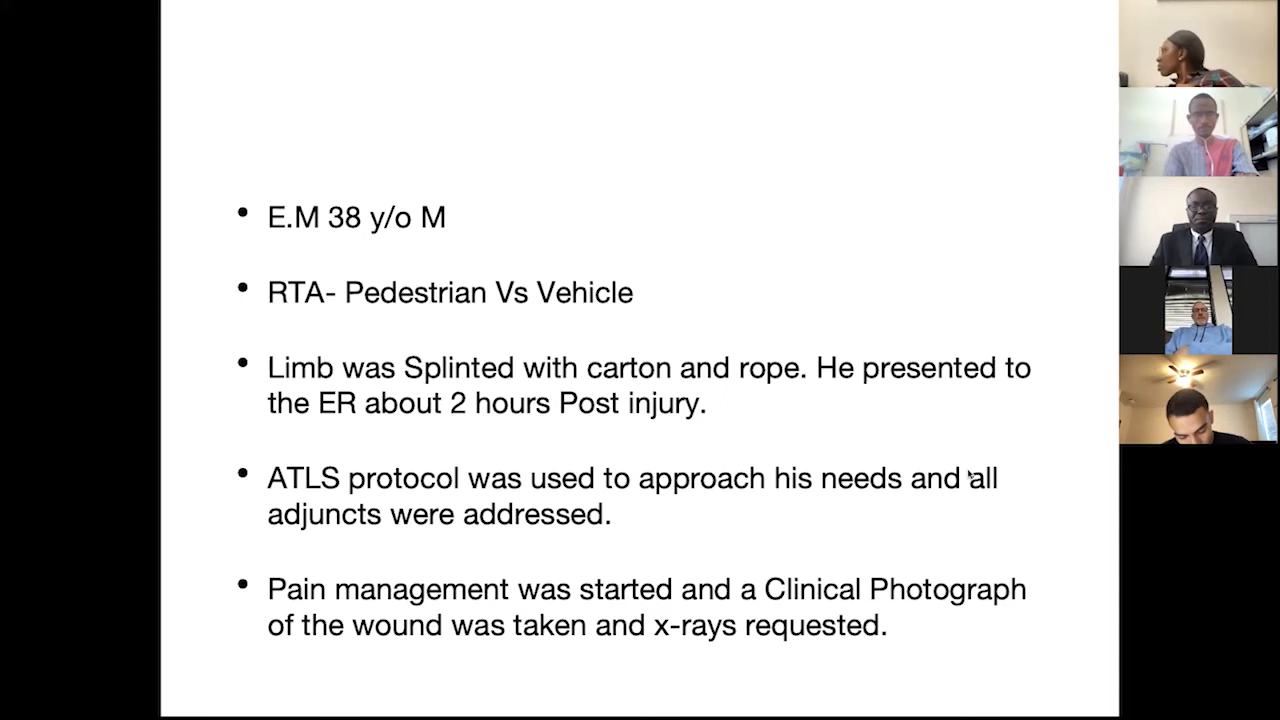 • E.M 38 y/o M
• RTA- Pedestrian Vs Vehicle
• Limb was Splinted with carton and rope. He presented to
the ER about 2 hours Post injury.
• ATLS protocol was used to approach his needs and all
adjuncts were addressed.
• Pain management was started and a Clinical Photograph
of the wound was taken and x-rays requested.